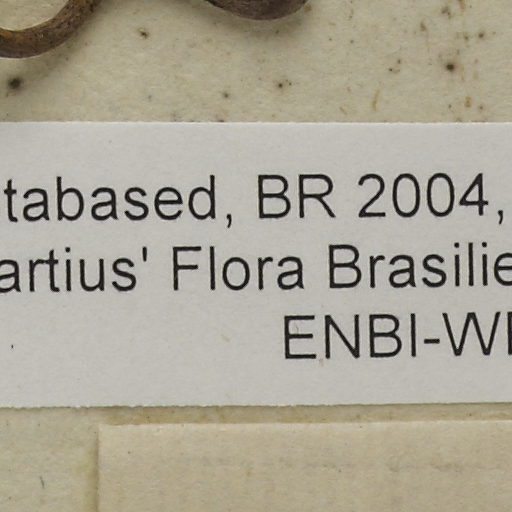 tabased, BR 2004,
artius' Flora Brasilie
ENBI-W